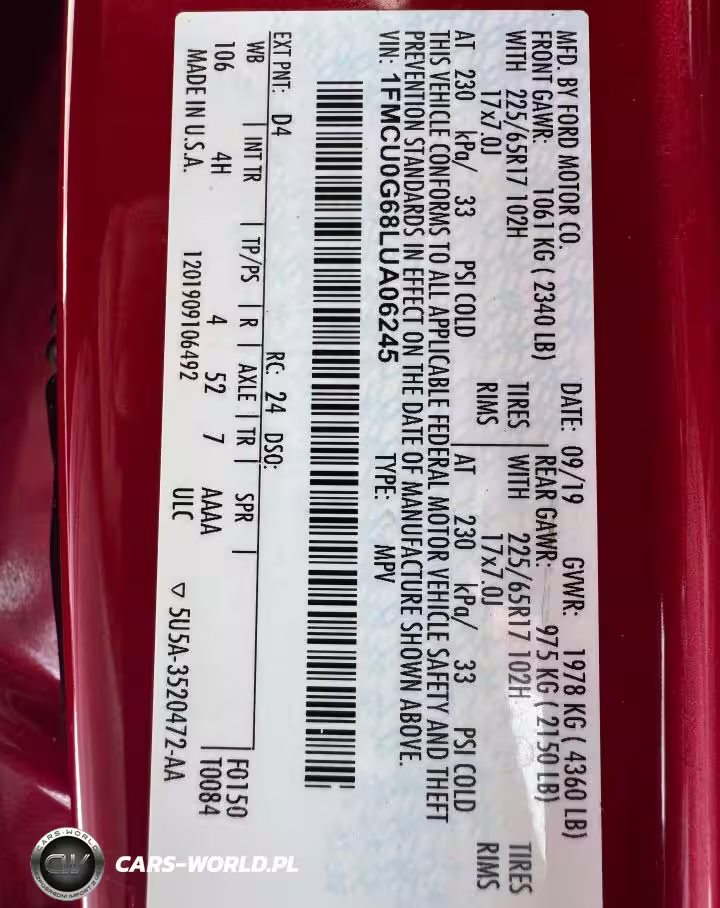 MFD. BY FORD MOTOR CO.
DATE: 09/19 GVWR: 1978 KG ( 4360 LB)
FRONT GAWR: 1061 KG ( 2340 LB) REAR GAWR: 975 KG ( 2150 LB)
WITH 225/65R17 102H TIRES WITH 225/65R17 102H TIRES
17x7.0J RIMS 17x7.0J RIMS
AT 230 kPa/ 33 PSI COLD AT 230 kPa/ 33 PSI COLD
THIS VEHICLE CONFORMS TO ALL APPLICABLE FEDERAL MOTOR VEHICLE SAFETY AND THEFT
PREVENTION STANDARDS IN EFFECT ON THE DATE OF MANUFACTURE SHOWN ABOVE.
VIN: 1FMCU0G68LUA06245 TYPE: MPV
EXT PNT: D4 RC: 24 DSO:
WB | INT TR | TP/PS | R | AXLE | TR | SPR | F0150
106 4H 4 52 7 AAAA T0084
MADE IN U.S.A. 1201909106492 ULC ▽ 5U5A-3520472-AA
CARS-WORLD
CW
CARS-WORLD.PL